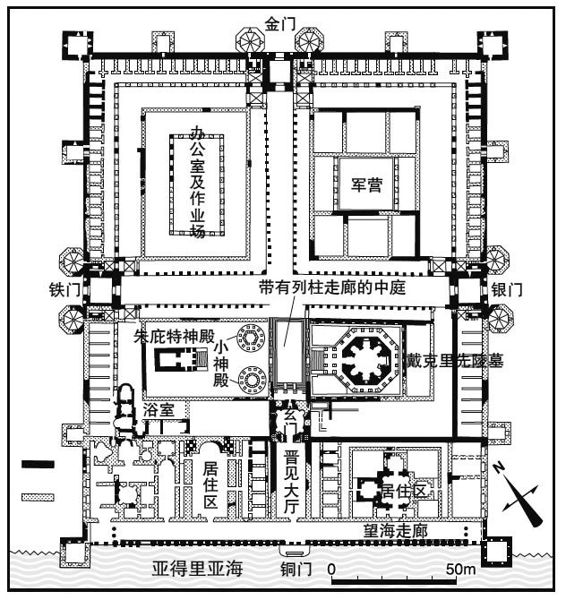 金门
办公室及作业场
军营
铁门
带有列柱走廊的中庭
银门
朱庇特神殿
小神殿
戴克里先陵墓
浴室
玄门
居住区
晋见大厅
居住区
N
望海走廊
亚得里亚海
铜门
0
50m